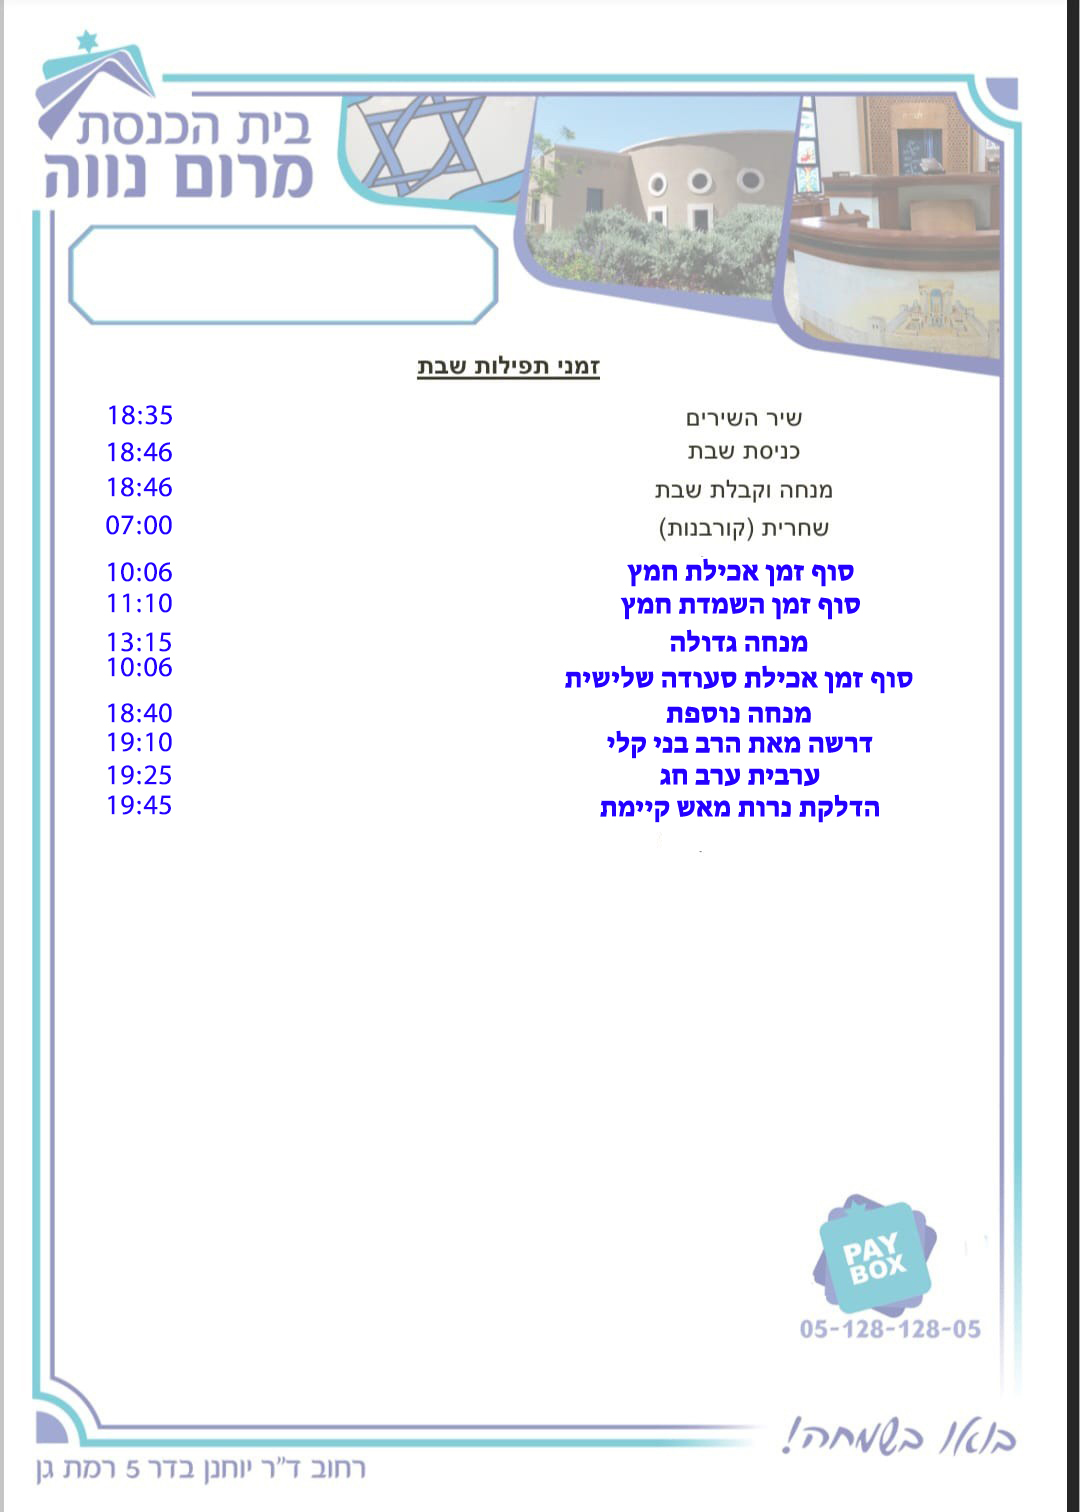 בית הכנסת
מרום נווה
זמני תפילות שבת
שיר השירים 18:35
כניסת שבת 18:46
מנחה וקבלת שבת 18:46
שחרית (קורבנות) 07:00
סוף זמן אכילת חמץ 10:06
סוף זמן השמדת חמץ 11:10
מנחה גדולה 13:15
סוף זמן אכילת סעודה שלישית 10:06
מנחה נוספת 18:40
דרשה מאת הרב בני קלי 19:10
ערבית ערב חג 19:25
הדלקת נרות מאש קיימת 19:45
PAY
BOX
05-128-128-05
בואו בשמחה!
רחוב ד"ר יוחנן בדר 5 רמת גן